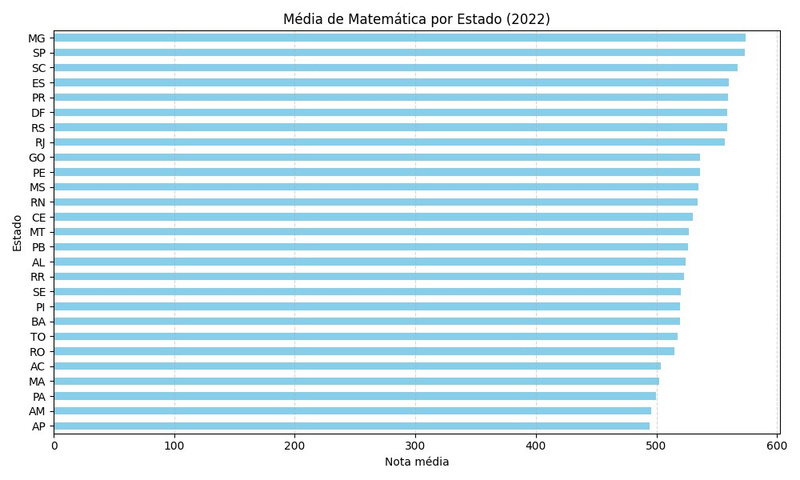 Média de Matemática por Estado (2022)
MG
SP
SC
ES
PR
DF
RS
RJ
GO
PE
MS
RN
CE
MT
PB
AL
RR
SE
PI
BA
TO
RO
AC
MA
PA
AM
AP
Estado
0 100 200 300 400 500 600
Nota média